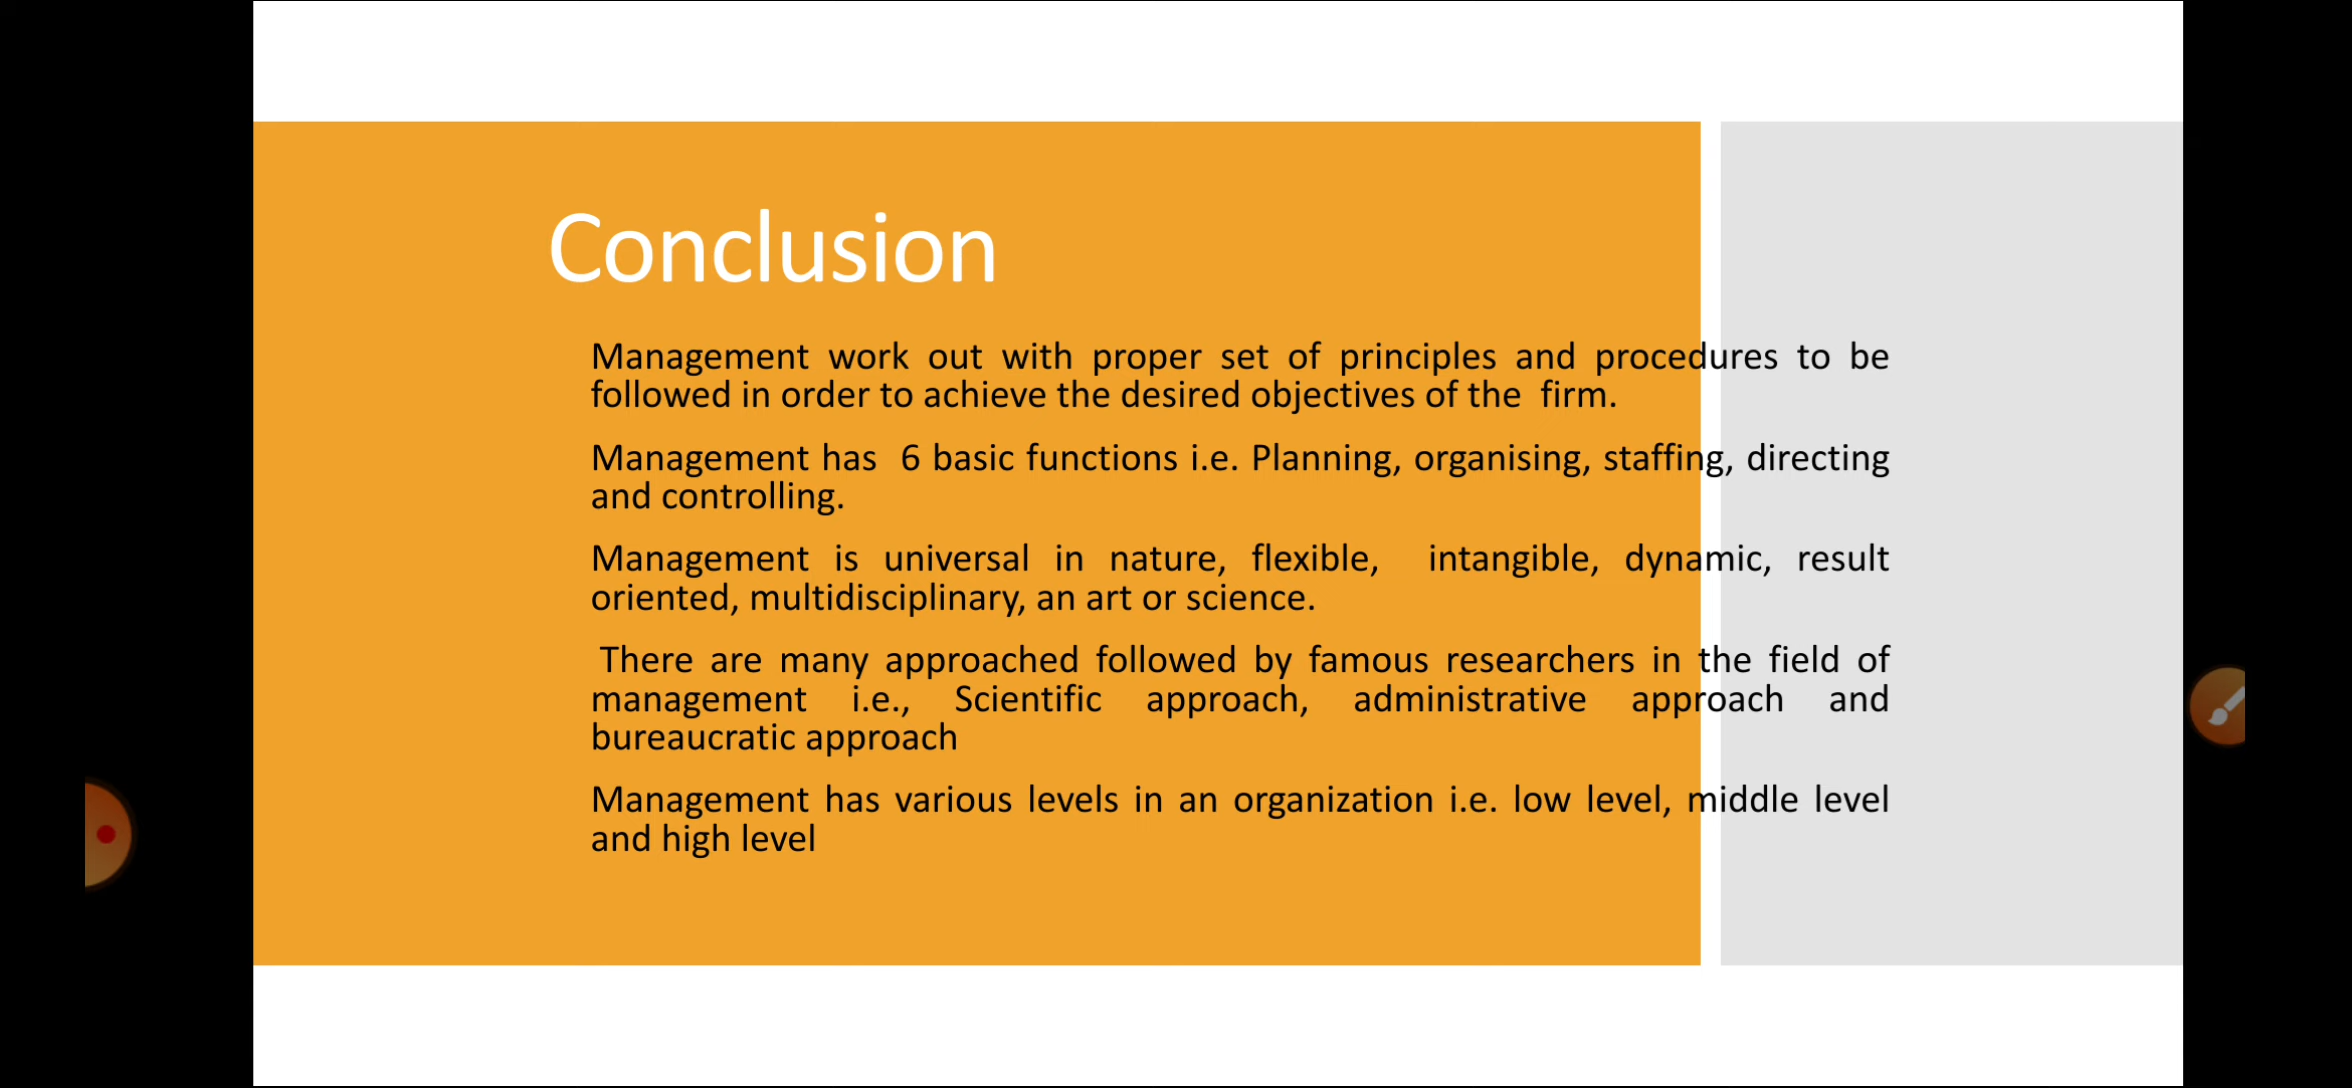 Conclusion
Management work out with proper set of principles and procedures to be
followed in order to achieve the desired objectives of the  firm.
Management has  6 basic functions i.e. Planning, organising, staffing, directing
and controlling.
Management is universal in nature, flexible,  intangible, dynamic, result
oriented, multidisciplinary, an art or science.
There are many approached followed by famous researchers in the field of
management i.e., Scientific approach, administrative approach and
bureaucratic approach
Management has various levels in an organization i.e. low level, middle level
and high level